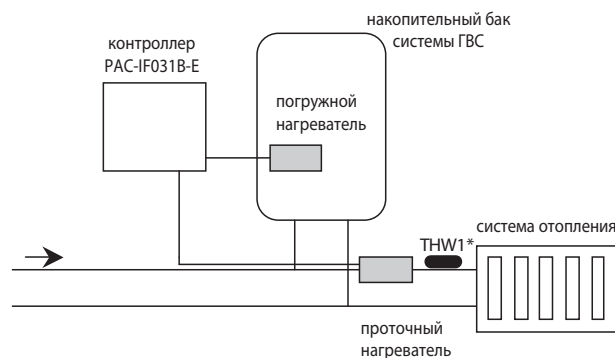 накопительный бак
системы ГВС
контроллер
PAC-IF031B-E
погружной
нагреватель
система отопления
THW1*
проточный
нагреватель